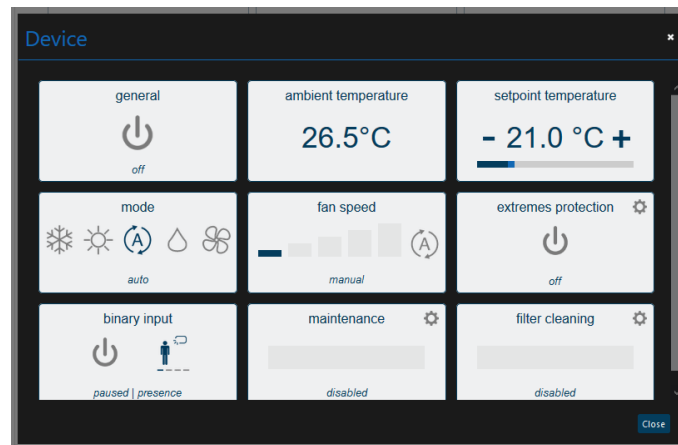 Device
general
ambient temperature
setpoint temperature
26.5°C
- 21.0 °C +
off
mode
fan speed
extremes protection
A
A
auto
manual
off
binary input
maintenance
filter cleaning
paused | presence
disabled
disabled
Close